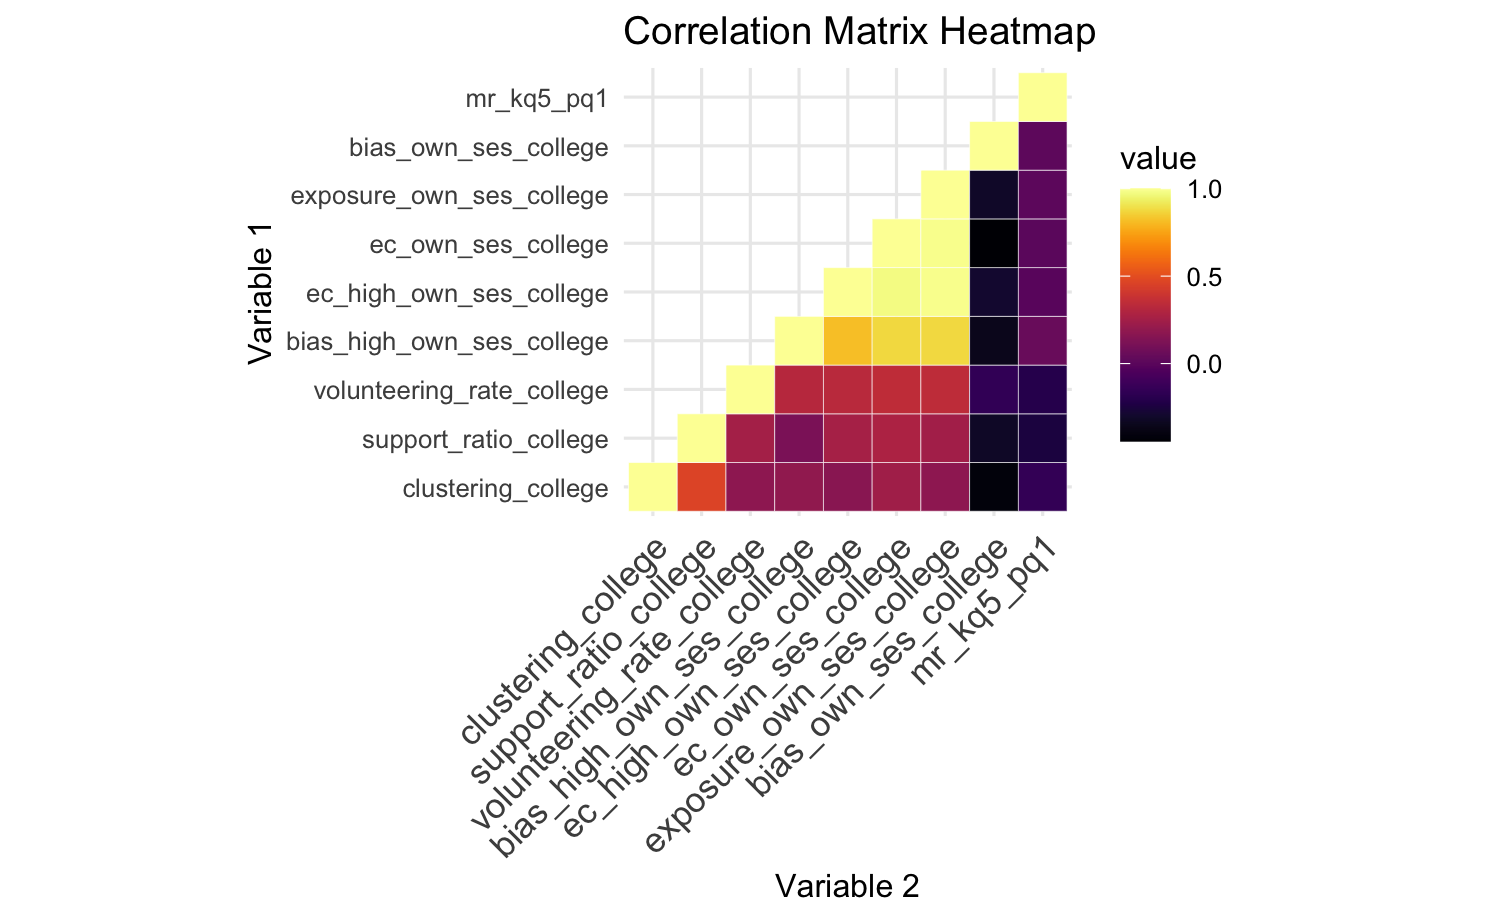 Correlation Matrix Heatmap
Variable 1
mr_kq5_pq1
bias_own_ses_college
exposure_own_ses_college
ec_own_ses_college
ec_high_own_ses_college
bias_high_own_ses_college
volunteering_rate_college
support_ratio_college
clustering_college
value
1.0
0.5
0.0
clustering_college
support_ratio_college
volunteering_rate_college
bias_high_own_ses_college
ec_high_own_ses_college
ec_own_ses_college
exposure_own_ses_college
bias_own_ses_college
mr_kq5_pq1
Variable 2